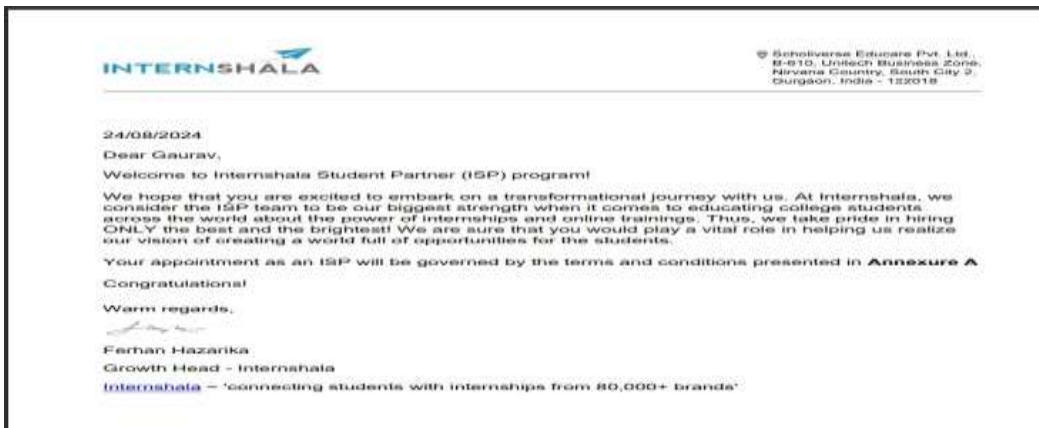 INTERNSHALA
Scholiverse Educare Pvt. Ltd.,
B-610, Unitech Business Zone,
Nirvana Country, South City 2,
Gurgaon, India - 122018
24/08/2024
Dear Gaurav,
Welcome to Internshala Student Partner (ISP) program!
We hope that you are excited to embark on a transformational journey with us. At Internshala, we
consider the ISP team to be our biggest strength when it comes to educating college students
across the world about the power of internships and online trainings. Thus, we take pride in hiring
ONLY the best and the brightest! We are sure that you would play a vital role in helping us realize
our vision of creating a world full of opportunities for the students.
Your appointment as an ISP will be governed by the terms and conditions presented in Annexure A
Congratulations!
Warm regards,
Ferhan Hazarika
Growth Head - Internshala
Internshala – 'connecting students with internships from 80,000+ brands'